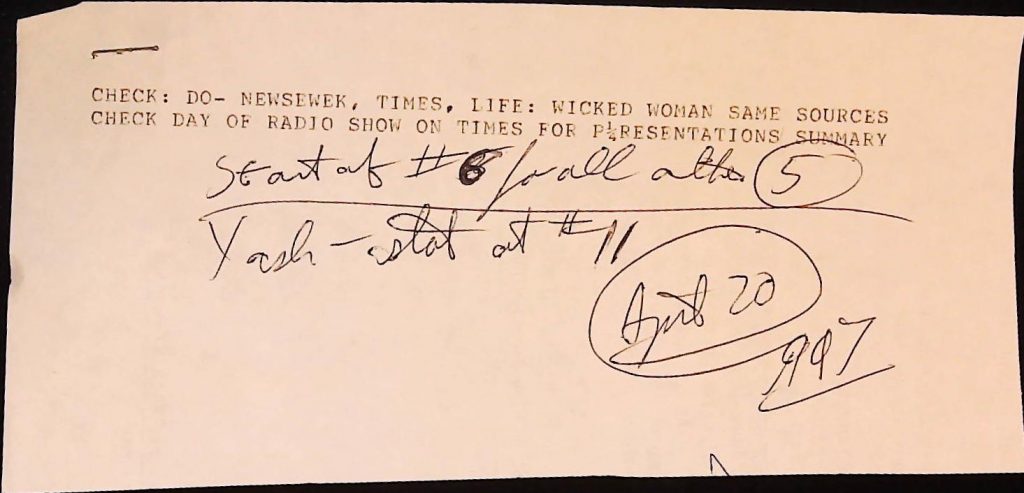 CHECK: DO- NEWSEWEK, TIMES, LIFE: WICKED WOMAN SAME SOURCES
CHECK DAY OF RADIO SHOW ON TIMES FOR P¼RESENTATIONS SUMMARY
Start at #6 for all other 5
Yash - start at #11
April 20
1997